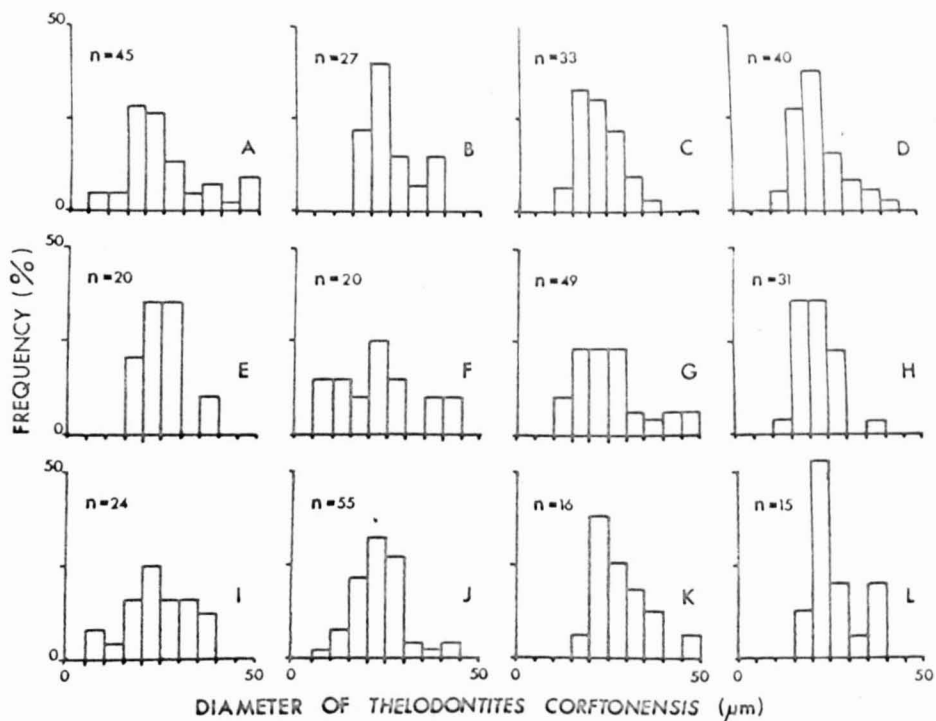 50
n=45
n=27
n=33
n=40
A
B
C
D
0
50
n=20
n=20
n=49
n=31
E
F
G
H
0
50
n=24
n=55
n=16
n=15
I
J
K
L
0
0 50 0 50 0 50 0 50
FREQUENCY (%)
DIAMETER OF THELODONTITES CORFTONENSIS (μm)